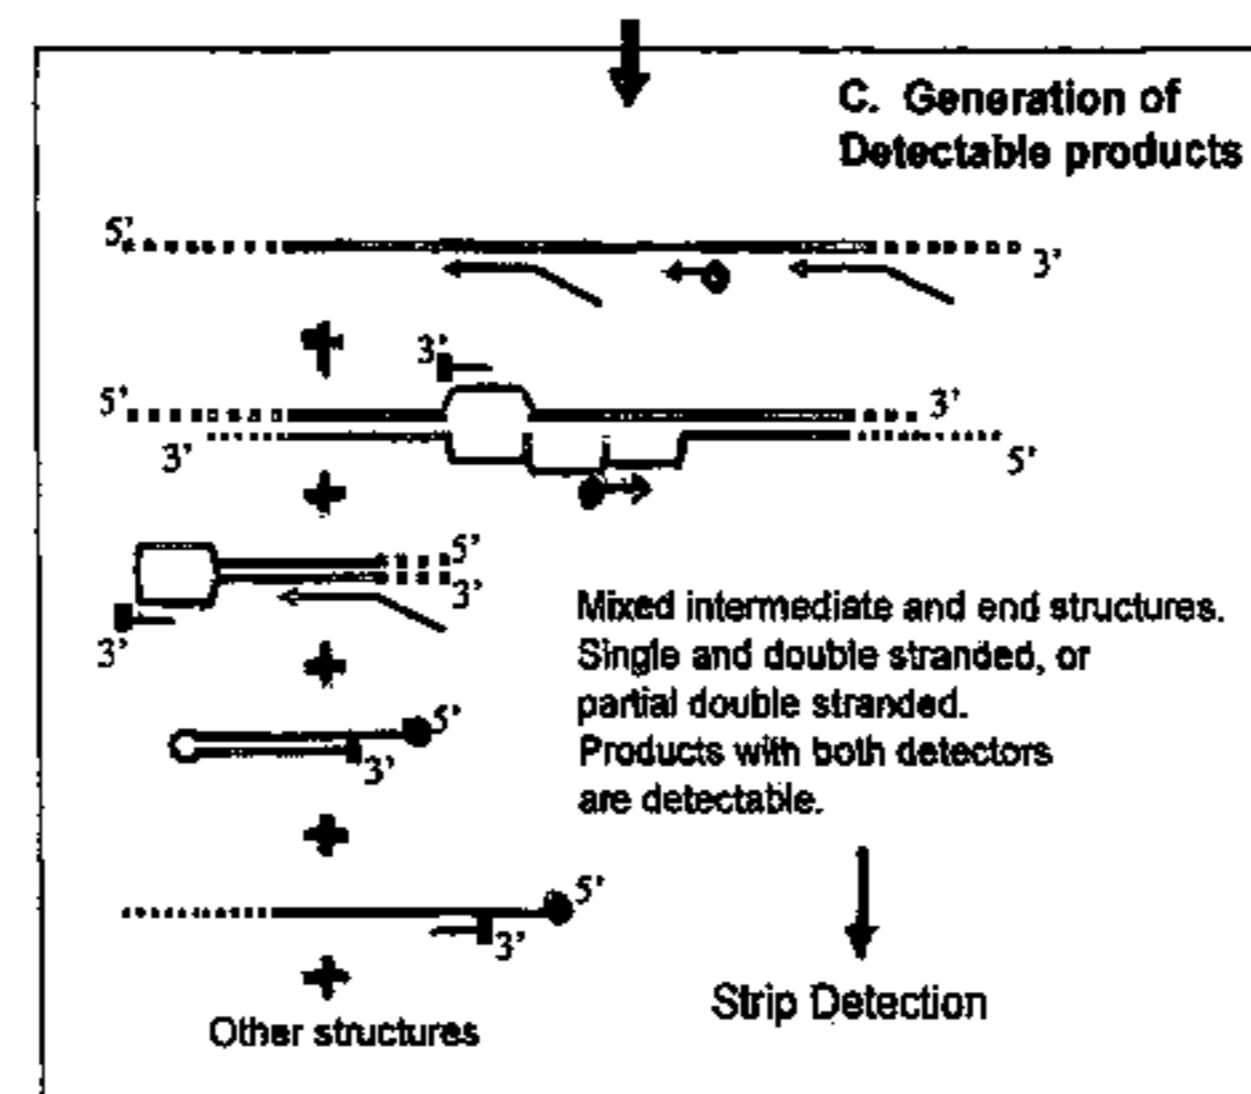 C. Generation of
Detectable products
5'
3'
3'
5'
3'
3'
5'
5'
3'
3'
Mixed intermediate and end structures.
Single and double stranded, or
partial double stranded.
Products with both detectors
are detectable.
5'
3'
5'
3'
Strip Detection
Other structures